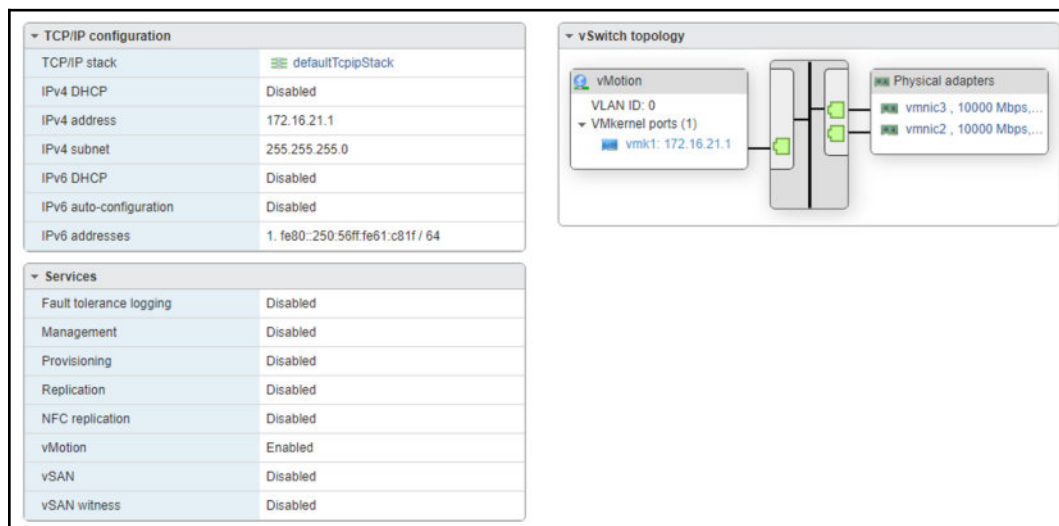 TCP/IP configuration
TCP/IP stack defaultTcpipStack
IPv4 DHCP Disabled
IPv4 address 172.16.21.1
IPv4 subnet 255.255.255.0
IPv6 DHCP Disabled
IPv6 auto-configuration Disabled
IPv6 addresses 1. fe80::250:56ff:fe61:c81f / 64
Services
Fault tolerance logging Disabled
Management Disabled
Provisioning Disabled
Replication Disabled
NFC replication Disabled
vMotion Enabled
vSAN Disabled
vSAN witness Disabled
vSwitch topology
vMotion
VLAN ID: 0
VMkernel ports (1)
vmk1: 172.16.21.1
Physical adapters
vmnic3 , 10000 Mbps,...
vmnic2 , 10000 Mbps,...